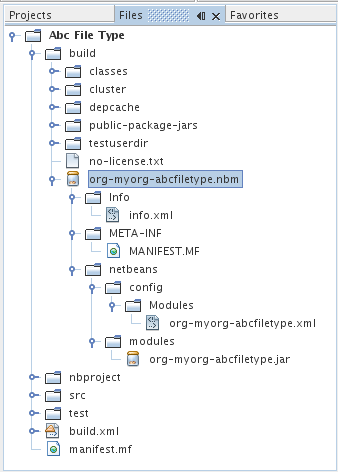 Projects Files Favorites
Abc File Type
build
classes
cluster
depcache
public-package-jars
testuserdir
no-license.txt
org-myorg-abcfiletype.nbm
Info
info.xml
META-INF
MANIFEST.MF
netbeans
config
Modules
org-myorg-abcfiletype.xml
modules
org-myorg-abcfiletype.jar
nbproject
src
test
build.xml
manifest.mf